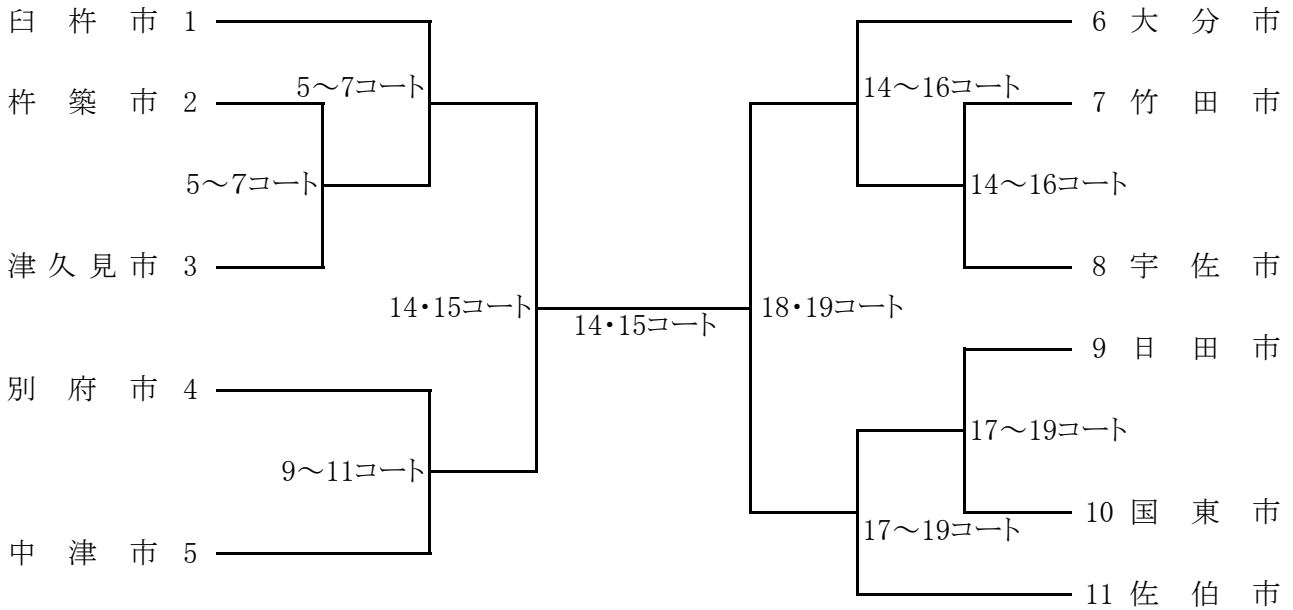 臼杵市 1
5～7コート
杵築市 2
5～7コート
津久見市 3
14・15コート
別府市 4
9～11コート
中津市 5
14・15コート
6 大分市
14～16コート
7 竹田市
14～16コート
8 宇佐市
18・19コート
9 日田市
17～19コート
10 国東市
17～19コート
11 佐伯市